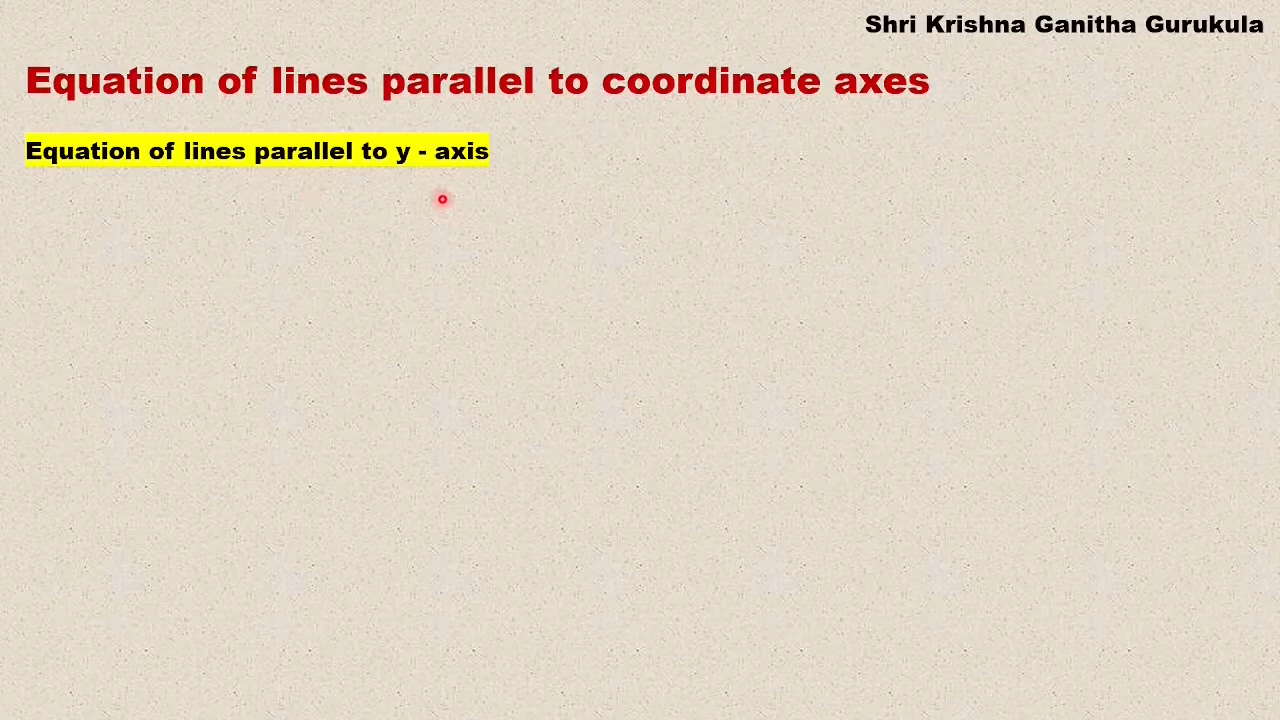 Shri Krishna Ganitha Gurukula
Equation of lines parallel to coordinate axes
Equation of lines parallel to y - axis